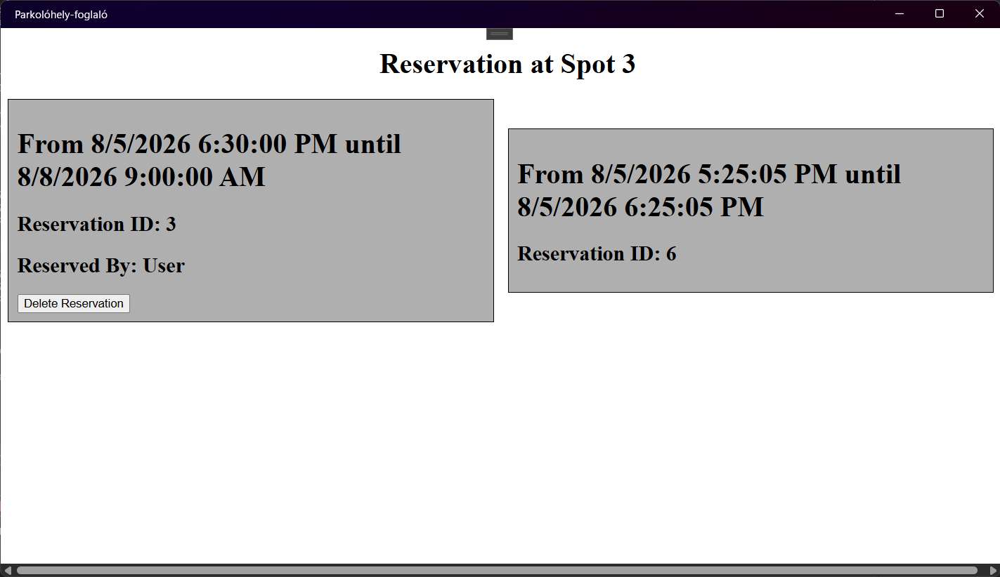 Parkolóhely-foglaló
Reservation at Spot 3
From 8/5/2026 6:30:00 PM until
8/8/2026 9:00:00 AM
Reservation ID: 3
Reserved By: User
Delete Reservation
From 8/5/2026 5:25:05 PM until
8/5/2026 6:25:05 PM
Reservation ID: 6